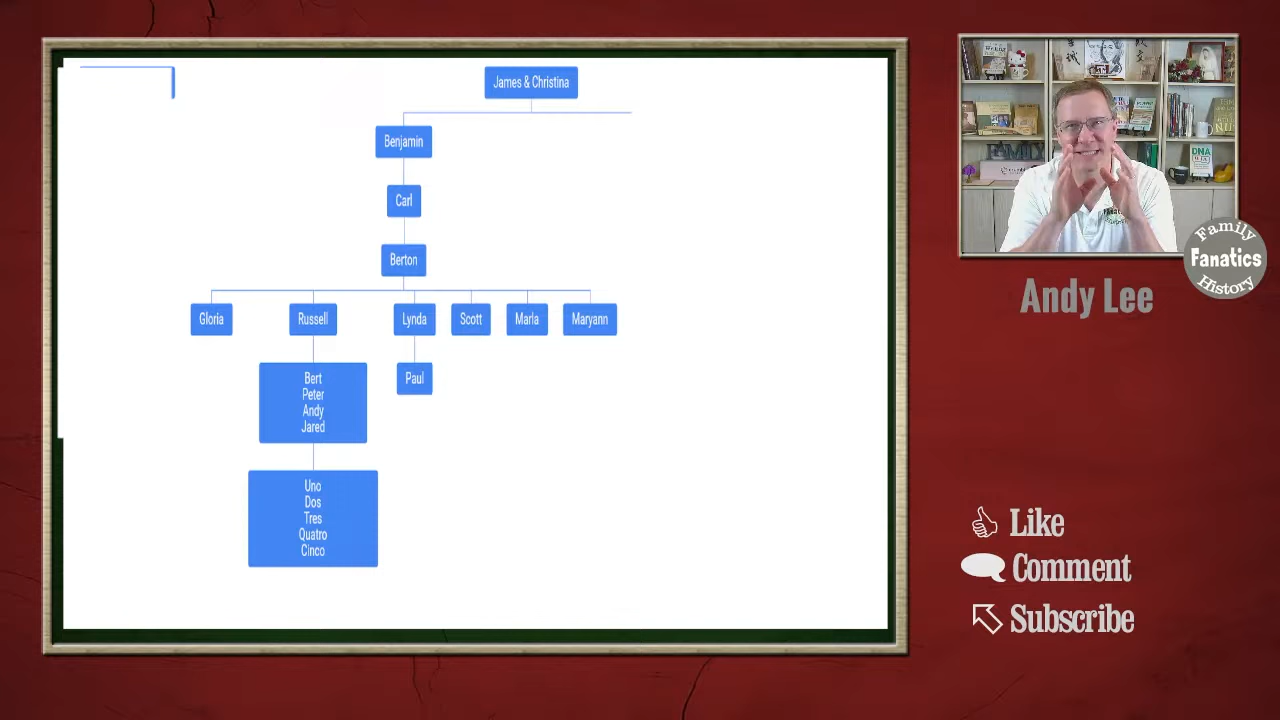 James & Christina
Benjamin
Carl
Berton
Gloria
Russell
Lynda
Scott
Marla
Maryann
Bert
Peter
Andy
Jared
Paul
Uno
Dos
Tres
Quatro
Cinco
Family
Fanatics
History
Andy Lee
Like
Comment
Subscribe
DNA